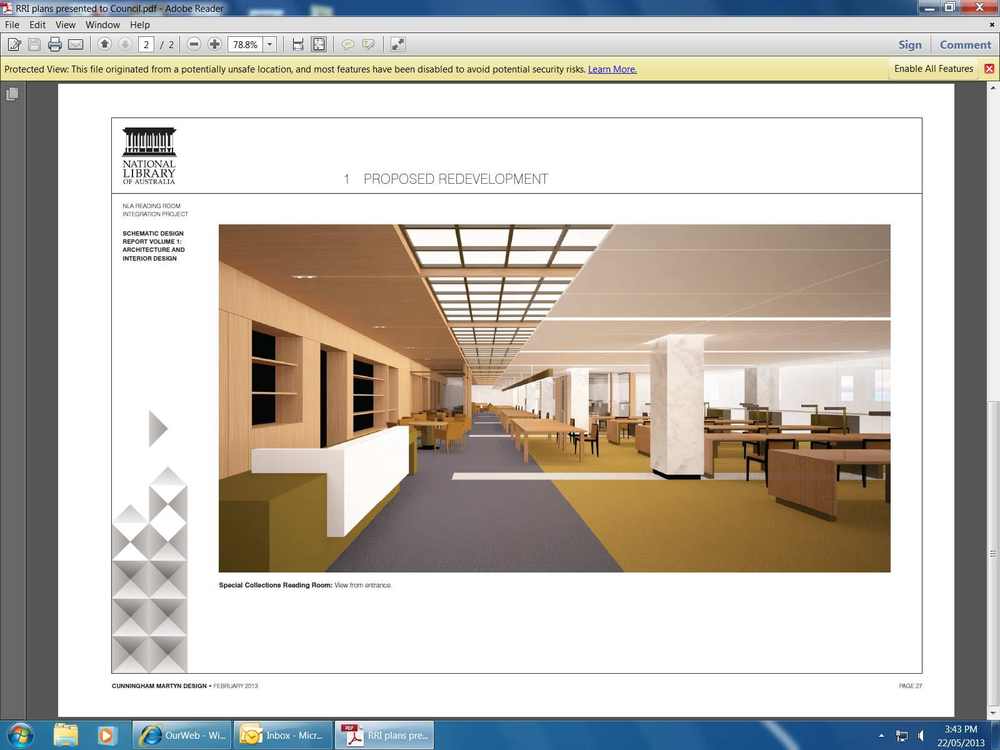 RRI plans presented to Council.pdf - Adobe Reader
File Edit View Window Help
2 / 2 78.8% Sign Comment
Protected View: This file originated from a potentially unsafe location, and most features have been disabled to avoid potential security risks. Learn More. Enable All Features
NATIONAL
LIBRARY
OF AUSTRALIA
1 PROPOSED REDEVELOPMENT
NLA READING ROOM
INTEGRATION PROJECT
SCHEMATIC DESIGN
REPORT VOLUME 1:
ARCHITECTURE AND
INTERIOR DESIGN
Special Collections Reading Room: View from entrance.
CUNNINGHAM MARTYN DESIGN • FEBRUARY 2013 PAGE 27
OurWeb - Wi... Inbox - Micr... PDF RRI plans pre... 3:43 PM
22/05/2013